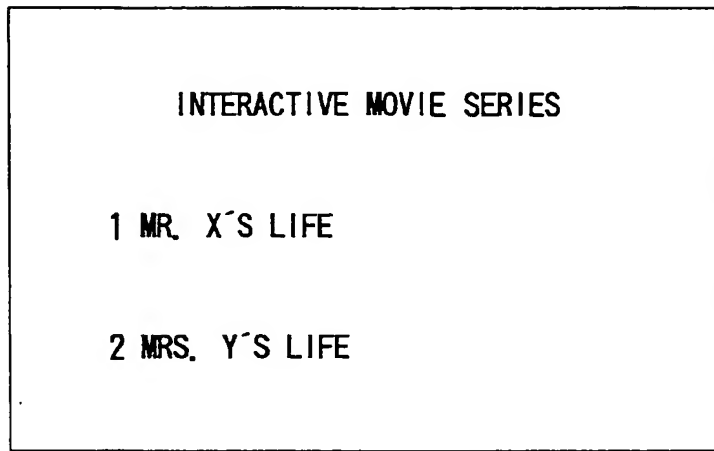 INTERACTIVE MOVIE SERIES
1 MR. X´S LIFE
2 MRS. Y´S LIFE